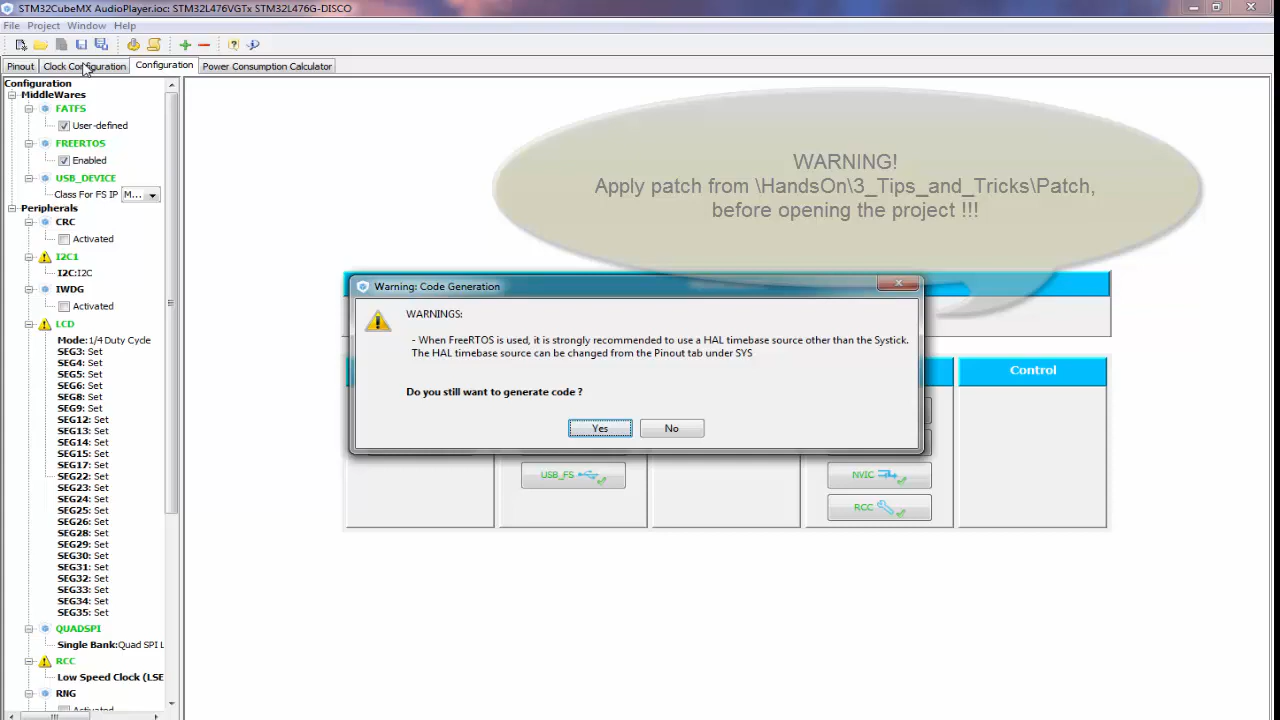 STM32CubeMX AudioPlayer.ioc: STM32L476VGTx STM32L476G-DISCO
File Project Window Help
Pinout Clock Configuration Configuration Power Consumption Calculator
Configuration
MiddleWares
FATFS
User-defined
FREERTOS
Enabled
USB_DEVICE
Class For FS IP M...
Peripherals
CRC
Activated
I2C1
I2C:I2C
IWDG
Activated
LCD
Mode:1/4 Duty Cycle
SEG3: Set
SEG4: Set
SEG5: Set
SEG6: Set
SEG8: Set
SEG9: Set
SEG12: Set
SEG13: Set
SEG14: Set
SEG15: Set
SEG17: Set
SEG22: Set
SEG23: Set
SEG24: Set
SEG25: Set
SEG26: Set
SEG28: Set
SEG29: Set
SEG30: Set
SEG31: Set
SEG32: Set
SEG33: Set
SEG34: Set
SEG35: Set
QUADSPI
Single Bank:Quad SPI L
RCC
Low Speed Clock (LSE
RNG
Activated
WARNING!
Apply patch from \HandsOn\3_Tips_and_Tricks\Patch,
before opening the project !!!
Warning: Code Generation
WARNINGS:
- When FreeRTOS is used, it is strongly recommended to use a HAL timebase source other than the Systick.
The HAL timebase source can be changed from the Pinout tab under SYS
Do you still want to generate code ?
Yes No
Control
USB_FS
NVIC
RCC